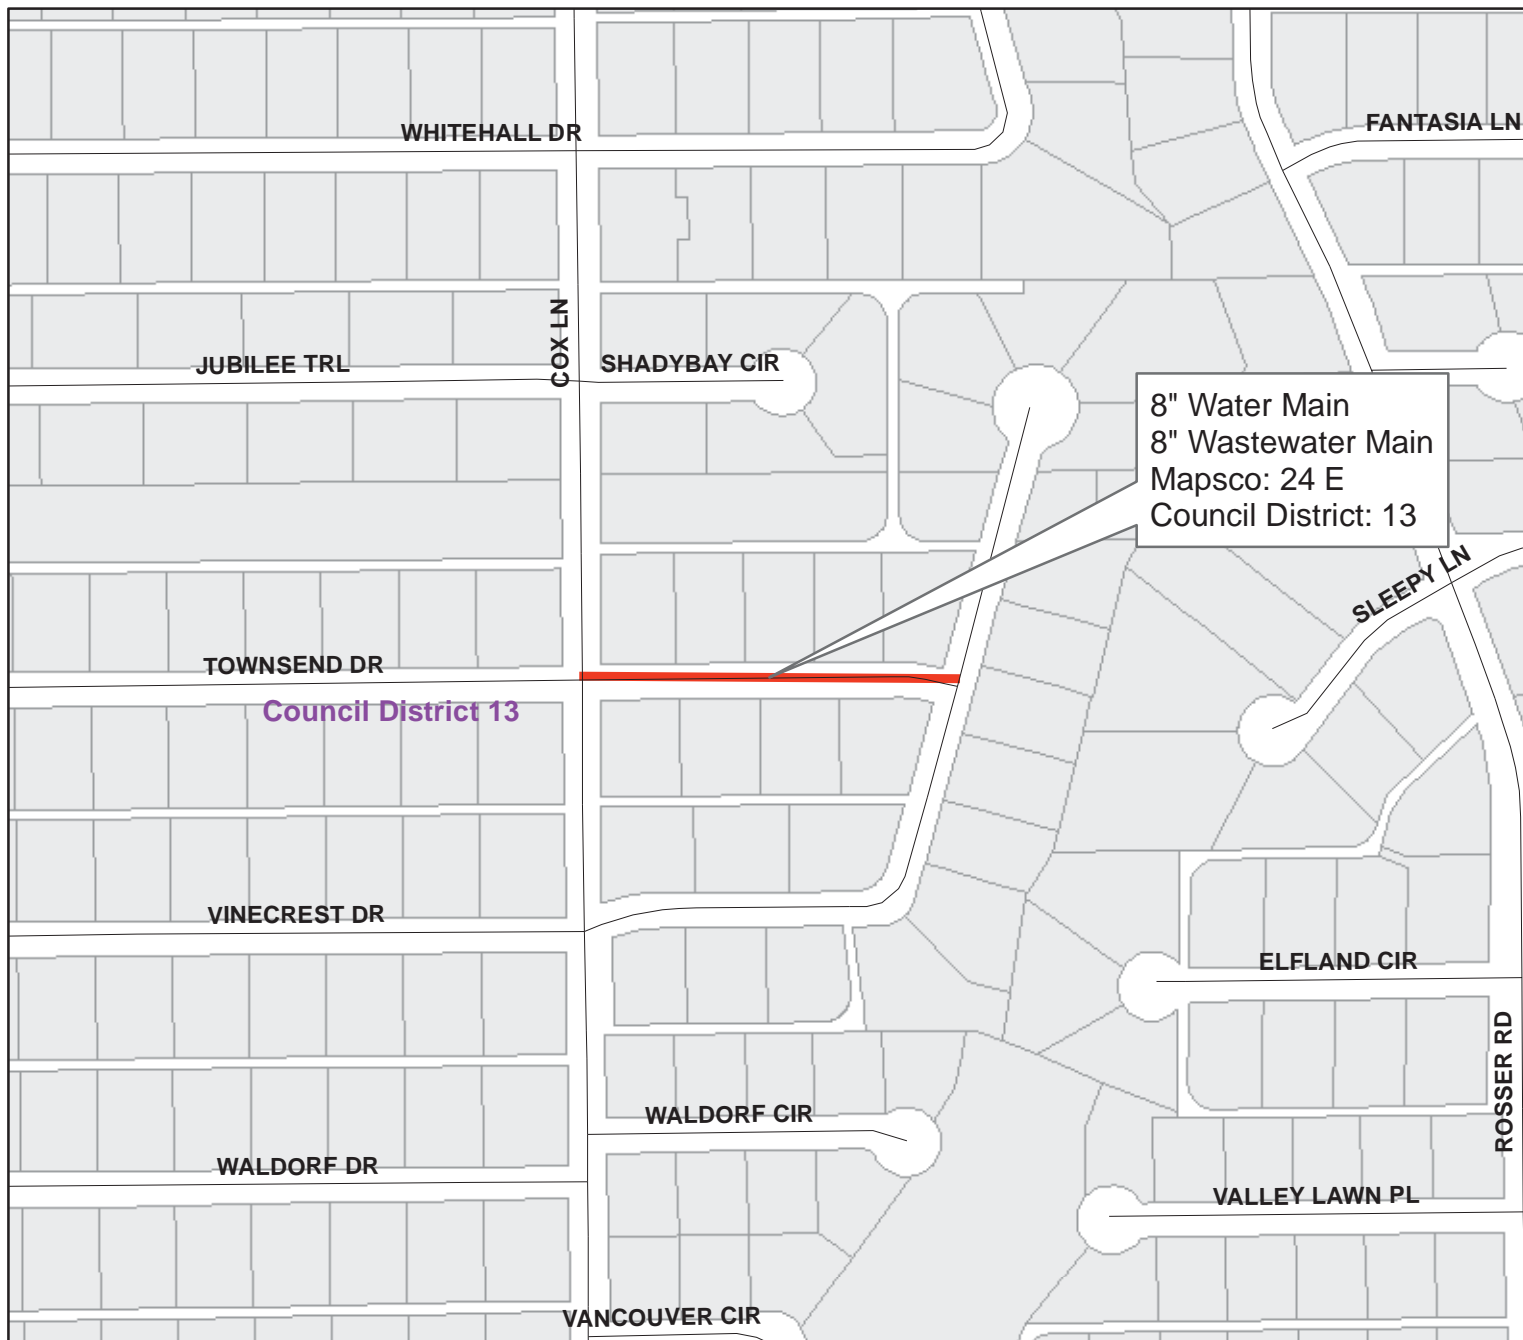 WHITEHALL DR
FANTASIA LN
COX LN
JUBILEE TRL
SHADYBAY CIR
8" Water Main
8" Wastewater Main
Mapsco: 24 E
Council District: 13
SLEEPY LN
TOWNSEND DR
Council District 13
VINECREST DR
ELFLAND CIR
ROSSER RD
WALDORF CIR
WALDORF DR
VALLEY LAWN PL
VANCOUVER CIR